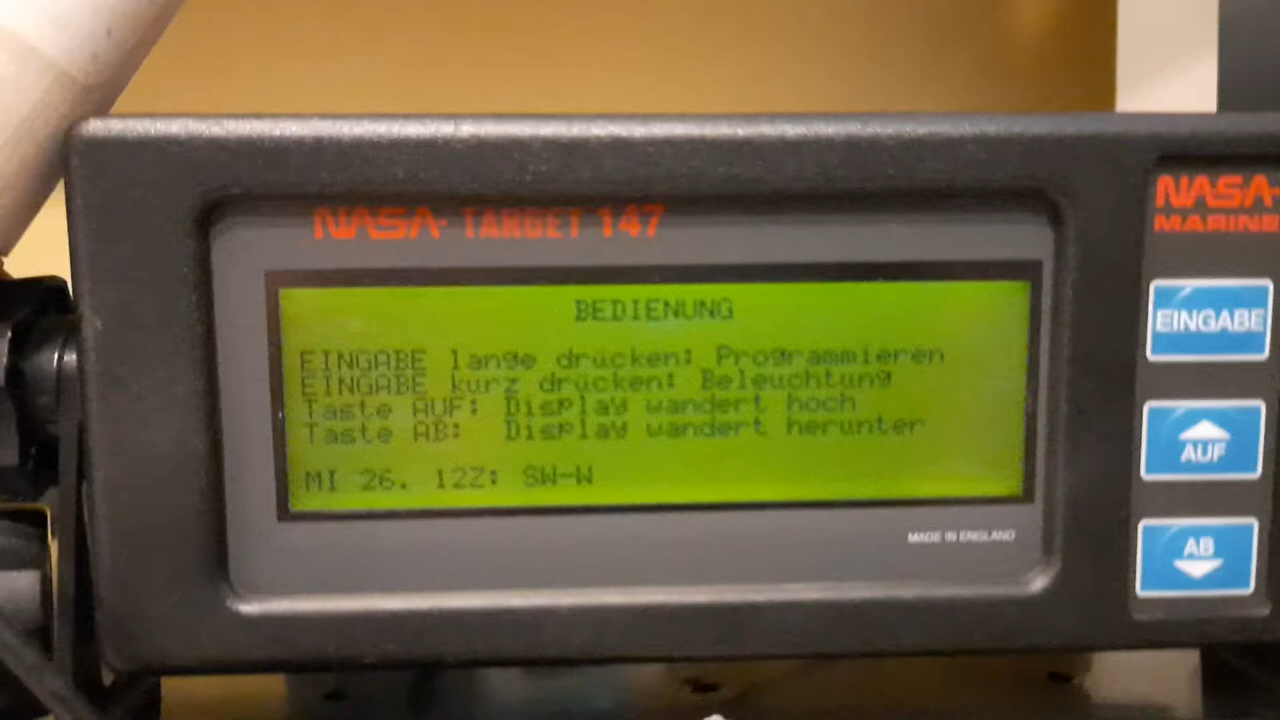 NASA TARGET 147
NASA
MARINE
BEDIENUNG
EINGABE lange drücken: Programmieren
EINGABE kurz drücken: Beleuchtung
Taste AUF: Display wandert hoch
Taste AB: Display wandert herunter
MI 26. 12Z: SW-W
MADE IN ENGLAND
EINGABE
AUF
AB